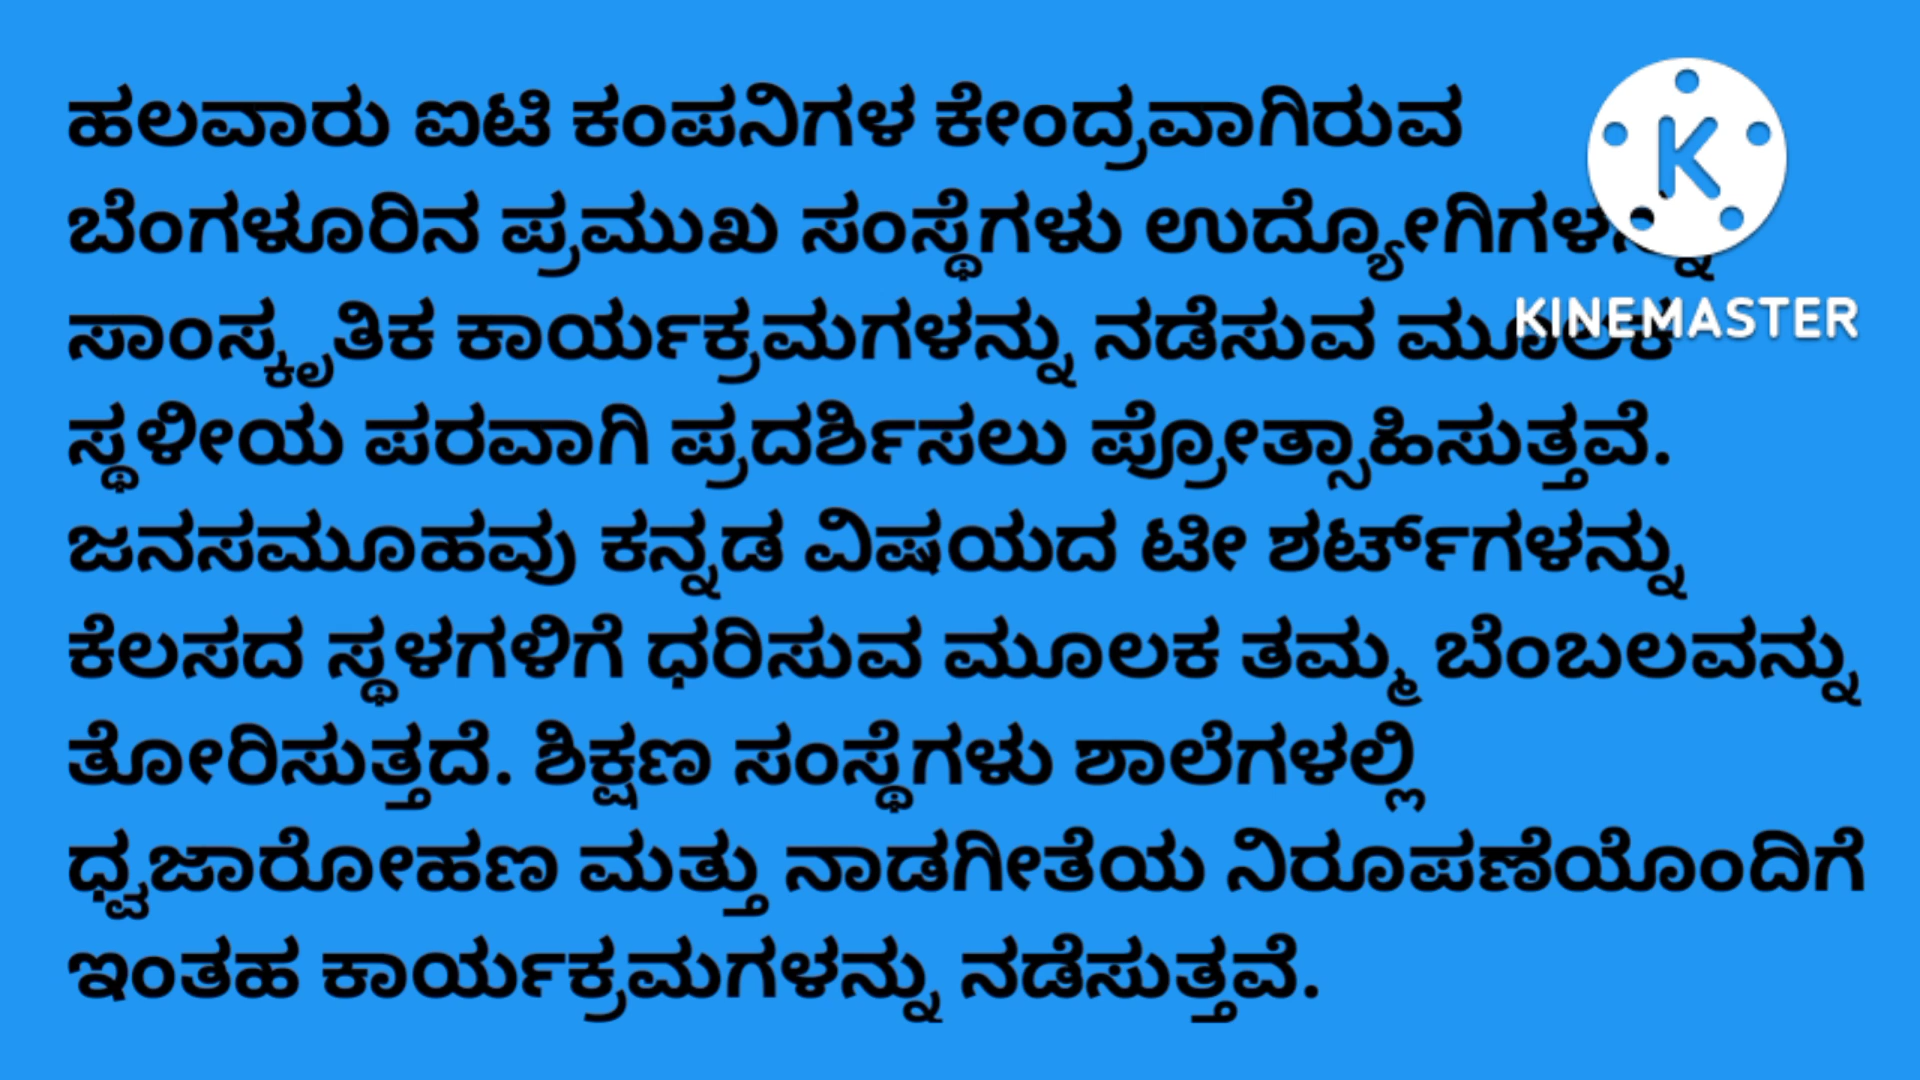 ಹಲವಾರು ಐಟಿ ಕಂಪನಿಗಳ ಕೇಂದ್ರವಾಗಿರುವ
ಬೆಂಗಳೂರಿನ ಪ್ರಮುಖ ಸಂಸ್ಥೆಗಳು ಉದ್ಯೋಗಿಗಳನ್ನು
ಸಾಂಸ್ಕೃತಿಕ ಕಾರ್ಯಕ್ರಮಗಳನ್ನು ನಡೆಸುವ ಮೂಲಕ
ಸ್ಥಳೀಯ ಪರವಾಗಿ ಪ್ರದರ್ಶಿಸಲು ಪ್ರೋತ್ಸಾಹಿಸುತ್ತವೆ.
ಜನಸಮೂಹವು ಕನ್ನಡ ವಿಷಯದ ಟೀ ಶರ್ಟ್‌ಗಳನ್ನು
ಕೆಲಸದ ಸ್ಥಳಗಳಿಗೆ ಧರಿಸುವ ಮೂಲಕ ತಮ್ಮ ಬೆಂಬಲವನ್ನು
ತೋರಿಸುತ್ತದೆ. ಶಿಕ್ಷಣ ಸಂಸ್ಥೆಗಳು ಶಾಲೆಗಳಲ್ಲಿ
ಧ್ವಜಾರೋಹಣ ಮತ್ತು ನಾಡಗೀತೆಯ ನಿರೂಪಣೆಯೊಂದಿಗೆ
ಇಂತಹ ಕಾರ್ಯಕ್ರಮಗಳನ್ನು ನಡೆಸುತ್ತವೆ.
K
KINEMASTER